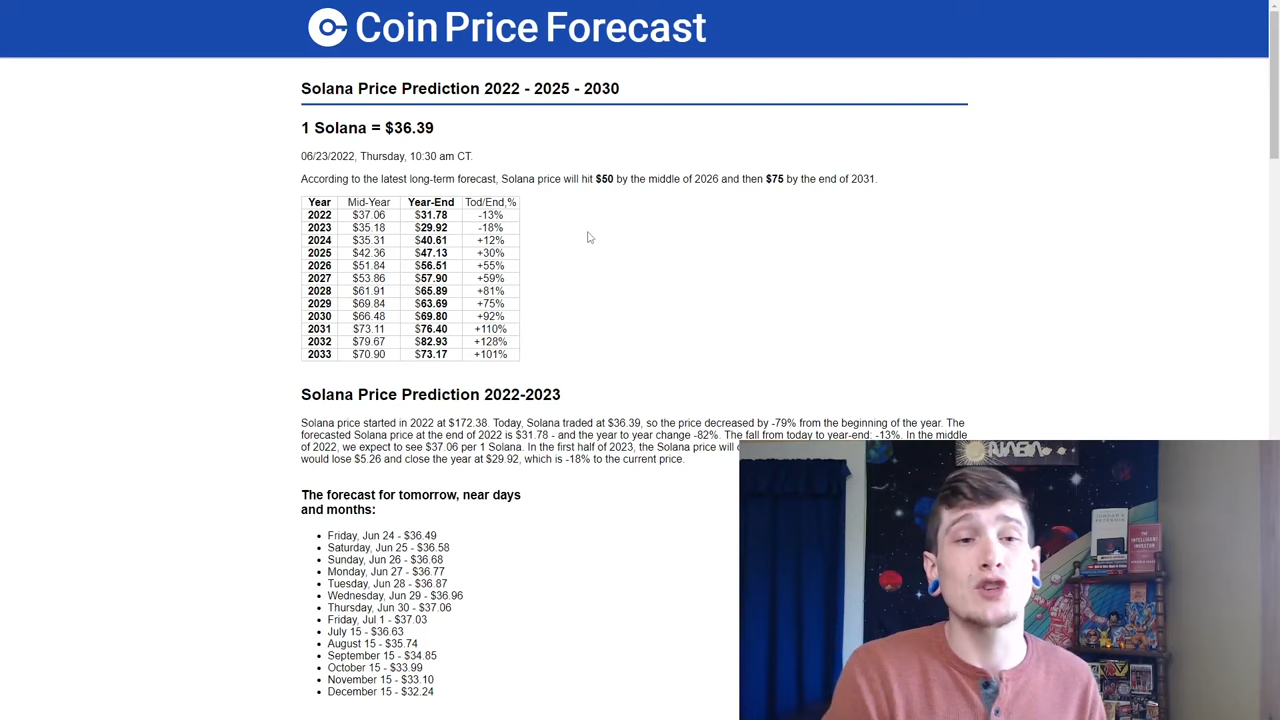 Coin Price Forecast
Solana Price Prediction 2022 - 2025 - 2030
1 Solana = $36.39
06/23/2022, Thursday, 10:30 am CT.
According to the latest long-term forecast, Solana price will hit $50 by the middle of 2026 and then $75 by the end of 2031.
Year Mid-Year Year-End Tod/End,%
2022 $37.06 $31.78 -13%
2023 $35.18 $29.92 -18%
2024 $35.31 $40.61 +12%
2025 $42.36 $47.13 +30%
2026 $51.84 $56.51 +55%
2027 $53.86 $57.90 +59%
2028 $61.91 $65.89 +81%
2029 $69.84 $63.69 +75%
2030 $66.48 $69.80 +92%
2031 $73.11 $76.40 +110%
2032 $79.67 $82.93 +128%
2033 $70.90 $73.17 +101%
Solana Price Prediction 2022-2023
Solana price started in 2022 at $172.38. Today, Solana traded at $36.39, so the price decreased by -79% from the beginning of the year. The
forecasted Solana price at the end of 2022 is $31.78 - and the year to year change -82%. The fall from today to year-end: -13%. In the middle
of 2022, we expect to see $37.06 per 1 Solana. In the first half of 2023, the Solana price will
would lose $5.26 and close the year at $29.92, which is -18% to the current price.
The forecast for tomorrow, near days
and months:
Friday, Jun 24 - $36.49
Saturday, Jun 25 - $36.58
Sunday, Jun 26 - $36.68
Monday, Jun 27 - $36.77
Tuesday, Jun 28 - $36.87
Wednesday, Jun 29 - $36.96
Thursday, Jun 30 - $37.06
Friday, Jul 1 - $37.03
July 15 - $36.63
August 15 - $35.74
September 15 - $34.85
October 15 - $33.99
November 15 - $33.10
December 15 - $32.24
NASA
THE
INTELLIGENT
INVESTOR